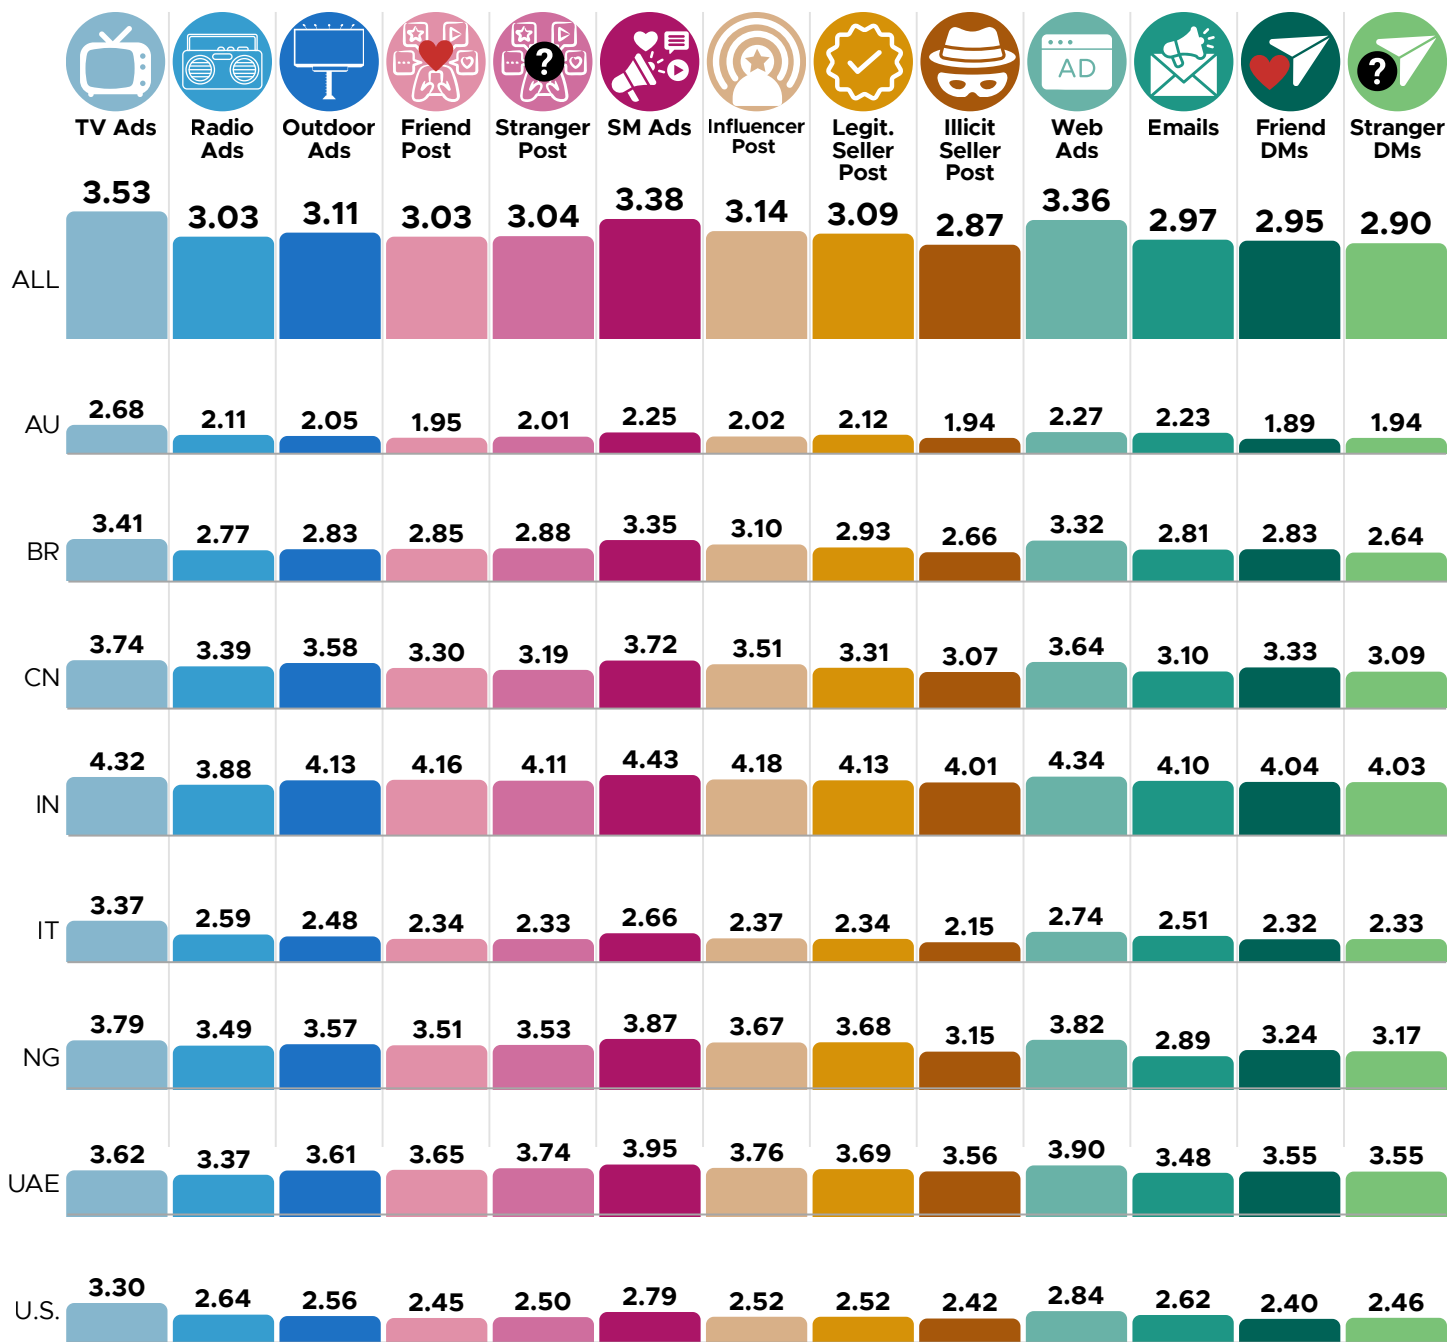 AD
?
?
TV Ads
Radio
Ads
Outdoor
Ads
Friend
Post
Stranger
Post
SM Ads
Influencer
Post
Legit.
Seller
Post
Illicit
Seller
Post
Web
Ads
Emails
Friend
DMs
Stranger
DMs
ALL 3.53 3.03 3.11 3.03 3.04 3.38 3.14 3.09 2.87 3.36 2.97 2.95 2.90
AU 2.68 2.11 2.05 1.95 2.01 2.25 2.02 2.12 1.94 2.27 2.23 1.89 1.94
BR 3.41 2.77 2.83 2.85 2.88 3.35 3.10 2.93 2.66 3.32 2.81 2.83 2.64
CN 3.74 3.39 3.58 3.30 3.19 3.72 3.51 3.31 3.07 3.64 3.10 3.33 3.09
IN 4.32 3.88 4.13 4.16 4.11 4.43 4.18 4.13 4.01 4.34 4.10 4.04 4.03
IT 3.37 2.59 2.48 2.34 2.33 2.66 2.37 2.34 2.15 2.74 2.51 2.32 2.33
NG 3.79 3.49 3.57 3.51 3.53 3.87 3.67 3.68 3.15 3.82 2.89 3.24 3.17
UAE 3.62 3.37 3.61 3.65 3.74 3.95 3.76 3.69 3.56 3.90 3.48 3.55 3.55
U.S. 3.30 2.64 2.56 2.45 2.50 2.79 2.52 2.52 2.42 2.84 2.62 2.40 2.46